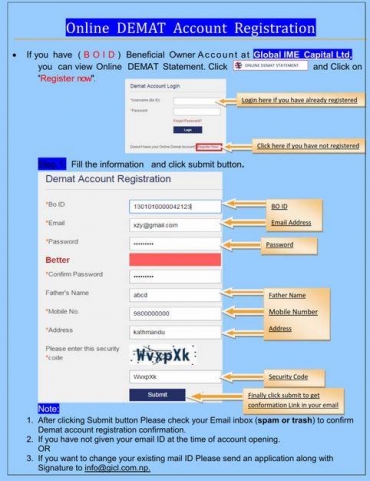 Online DEMAT Account Registration
• If you have (BOID) Beneficial Owner Account at Global IME Capital Ltd,
you can view Online DEMAT Statement. Click ONLINE DEMAT STATEMENT and Click on
"Register now".
Demat Account Login
*Username (Bo ID)
Login here if you have already registered
*Password
Forgot Password?
Login
Doesn't have your Online Demat Account? Register Now
Click here if you have not registered
Fill the information and click submit button.
Demat Account Registration
*Bo ID
1301010000042123
BO ID
*Email
xzy@gmail.com
Email Address
*Password
Password
Better
*Confirm Password
Father's Name
abcd
Father Name
*Mobile No.
9800000000
Mobile Number
*Address
kathmandu
Address
Please enter this security
*code
WvxpXk
WvxpXk
Security Code
Submit
Finally click submit to get
conformation Link in your email
Note:
1. After clicking Submit button Please check your Email inbox (spam or trash) to confirm
Demat account registration confirmation.
2. If you have not given your email ID at the time of account opening.
OR
3. If you want to change your existing mail ID Please send an application along with
Signature to info@gicl.com.np.